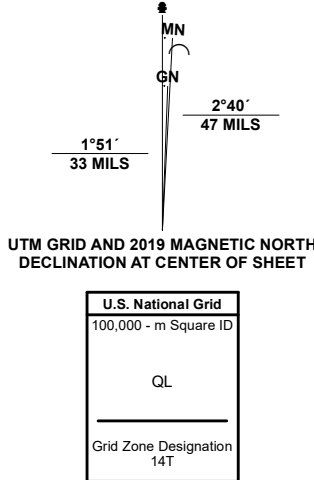 MN
GN
2°40´
47 MILS
1°51´
33 MILS
UTM GRID AND 2019 MAGNETIC NORTH
DECLINATION AT CENTER OF SHEET
U.S. National Grid
100,000 - m Square ID
QL
Grid Zone Designation
14T